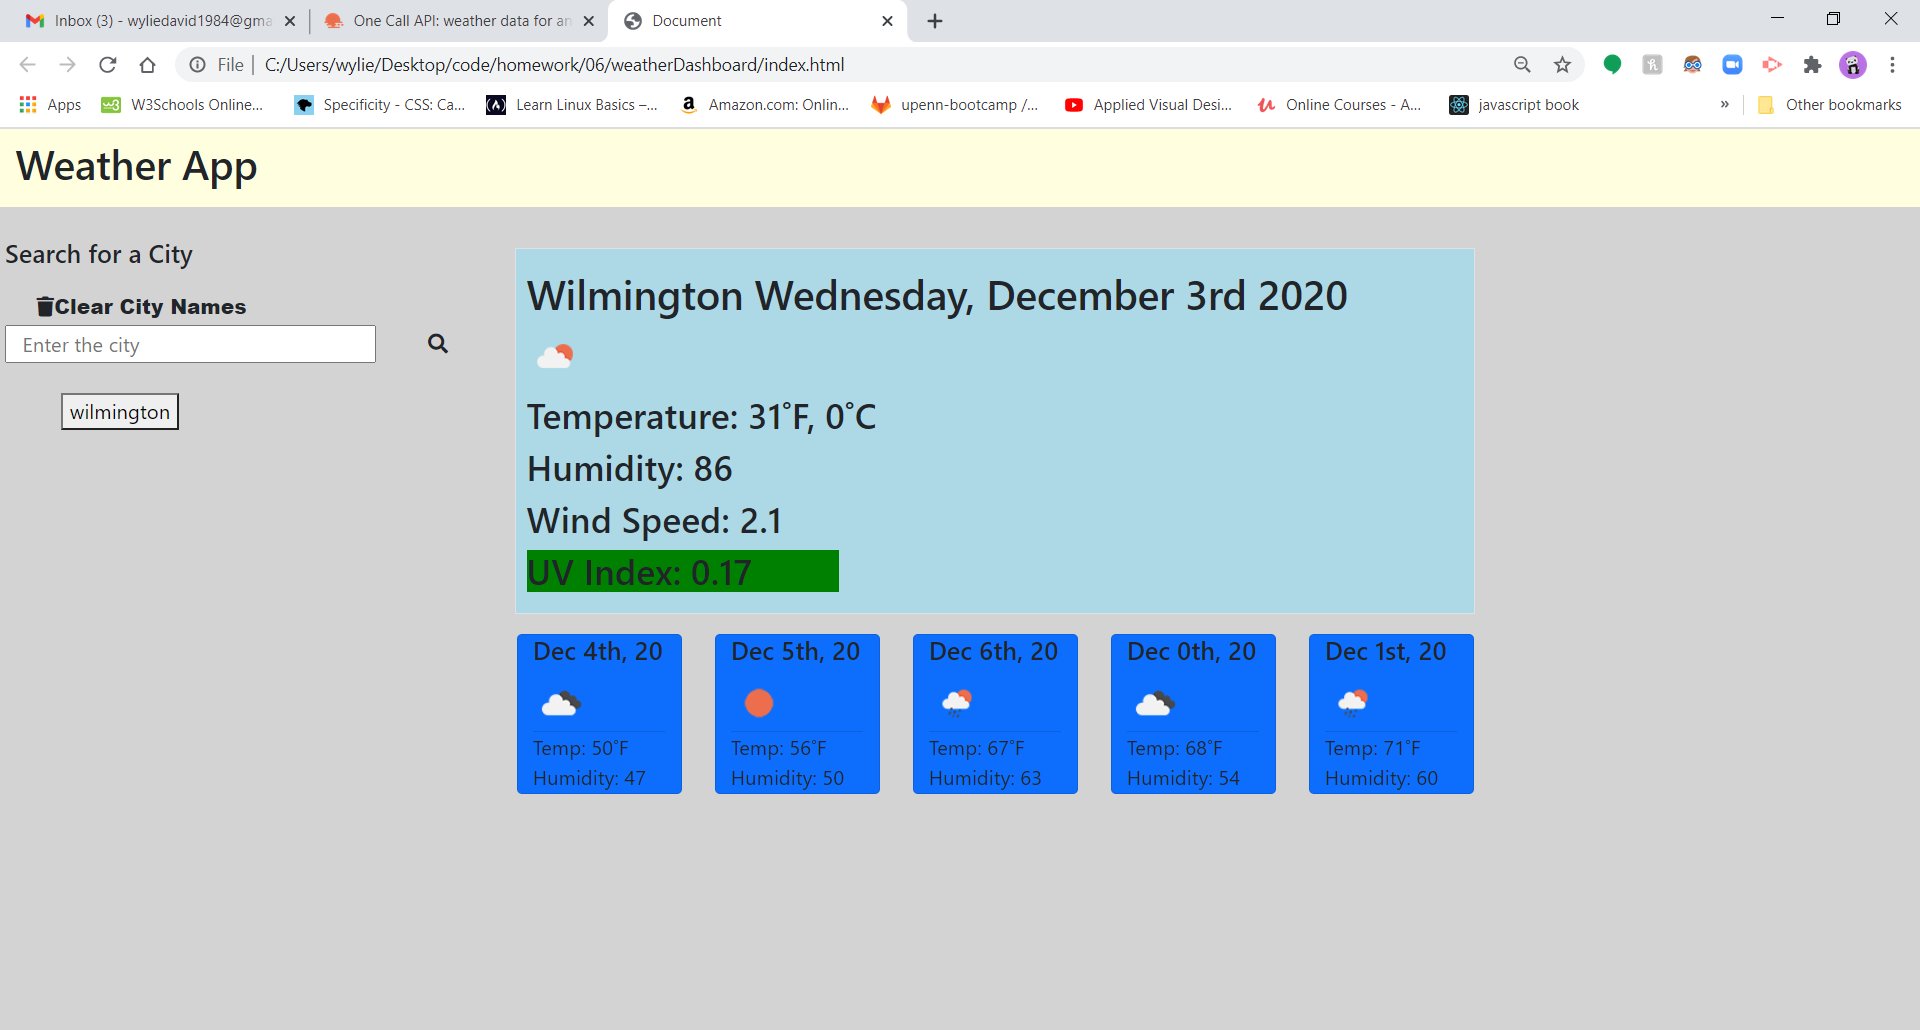 Inbox (3) - wyliedavid1984@gma
One Call API: weather data for an
Document
File
C:/Users/wylie/Desktop/code/homework/06/weatherDashboard/index.html
Apps
W3Schools Online...
Specificity - CSS: Ca...
Learn Linux Basics –...
Amazon.com: Onlin...
upenn-bootcamp /...
Applied Visual Desi...
Online Courses - A...
javascript book
»
Other bookmarks
Weather App
Search for a City
Clear City Names
Enter the city
wilmington
Wilmington Wednesday, December 3rd 2020
Temperature: 31°F, 0°C
Humidity: 86
Wind Speed: 2.1
UV Index: 0.17
Dec 4th, 20
Temp: 50°F
Humidity: 47
Dec 5th, 20
Temp: 56°F
Humidity: 50
Dec 6th, 20
Temp: 67°F
Humidity: 63
Dec 0th, 20
Temp: 68°F
Humidity: 54
Dec 1st, 20
Temp: 71°F
Humidity: 60